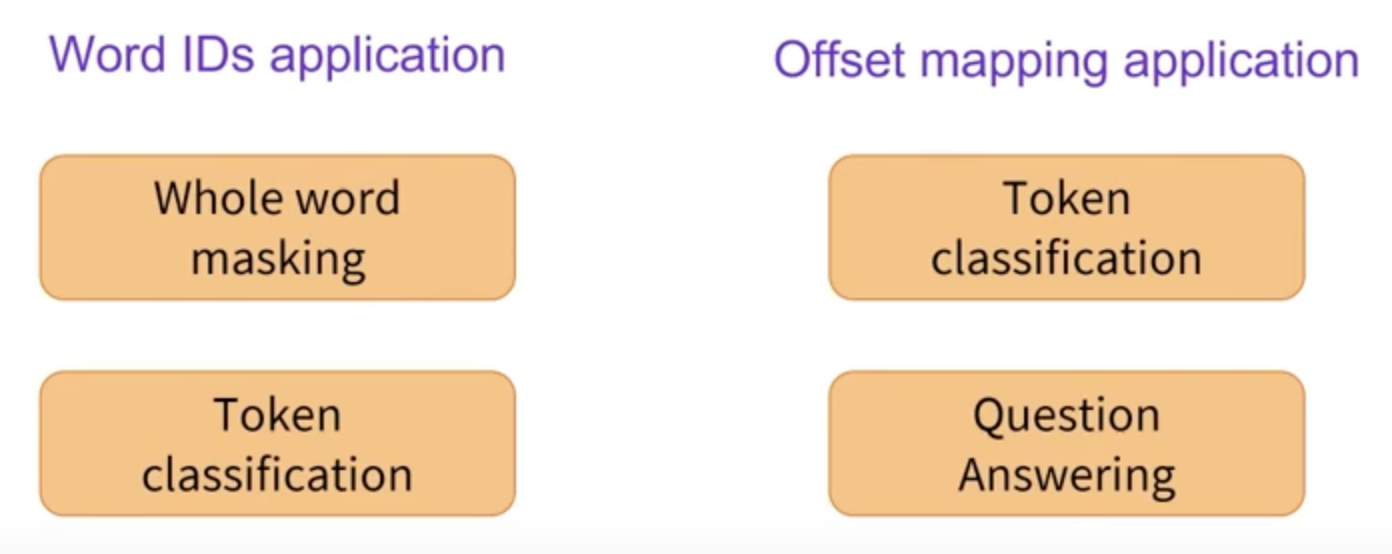 Word IDs application
Offset mapping application
Whole word
masking
Token
classification
Token
classification
Question
Answering